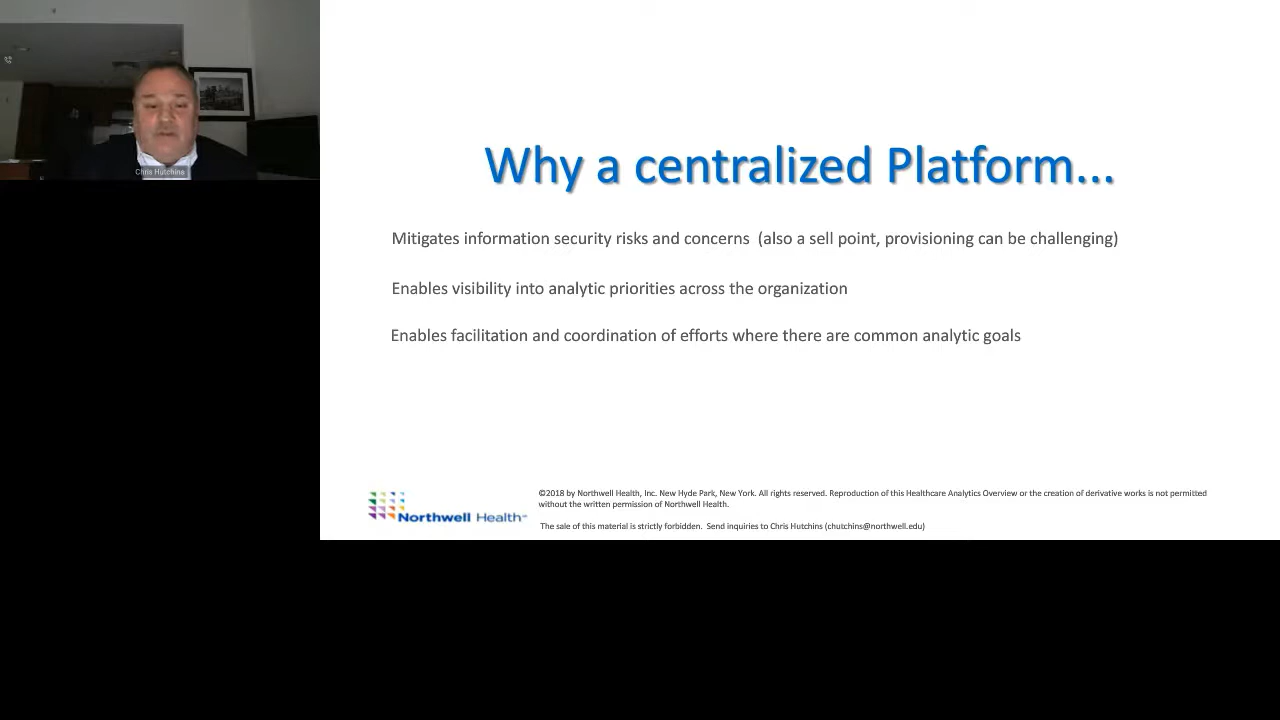 Chris Hutchins
Why a centralized Platform...
Mitigates information security risks and concerns  (also a sell point, provisioning can be challenging)
Enables visibility into analytic priorities across the organization
Enables facilitation and coordination of efforts where there are common analytic goals
Northwell Health℠
©2018 by Northwell Health, Inc. New Hyde Park, New York. All rights reserved. Reproduction of this Healthcare Analytics Overview or the creation of derivative works is not permitted
without the written permission of Northwell Health.
The sale of this material is strictly forbidden.  Send inquiries to Chris Hutchins (chutchins@northwell.edu)